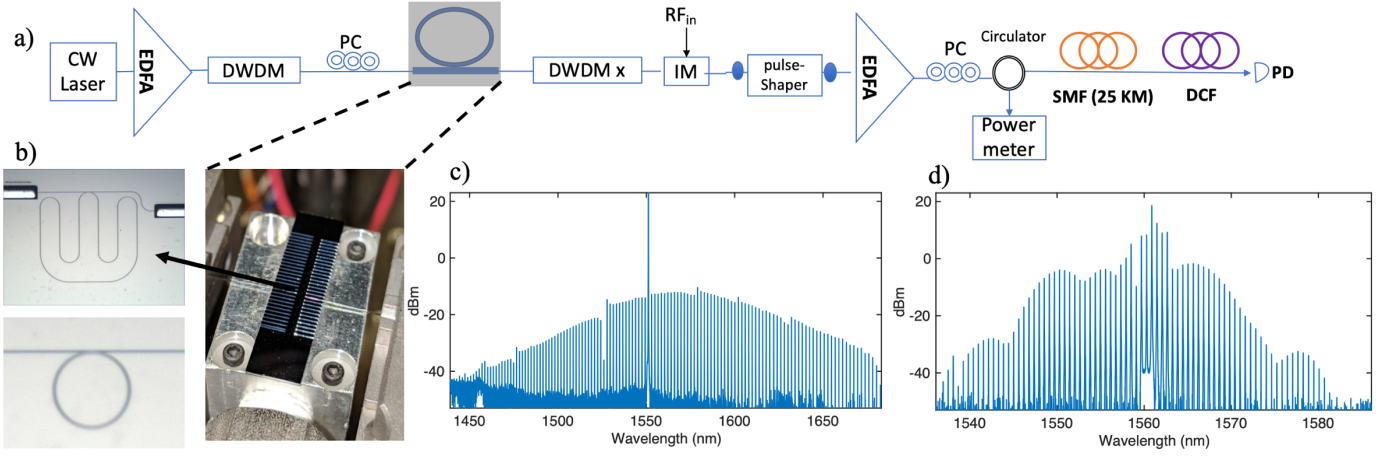 a)
CW
Laser
EDFA
DWDM
PC
DWDM x
RFin
IM
pulse-
Shaper
EDFA
PC
Circulator
Power
meter
SMF (25 KM)
DCF
PD
b)
c)
20
0
-20
-40
dBm
1450
1500
1550
1600
1650
Wavelength (nm)
d)
20
0
-20
-40
dBm
1540
1550
1560
1570
1580
Wavelength (nm)